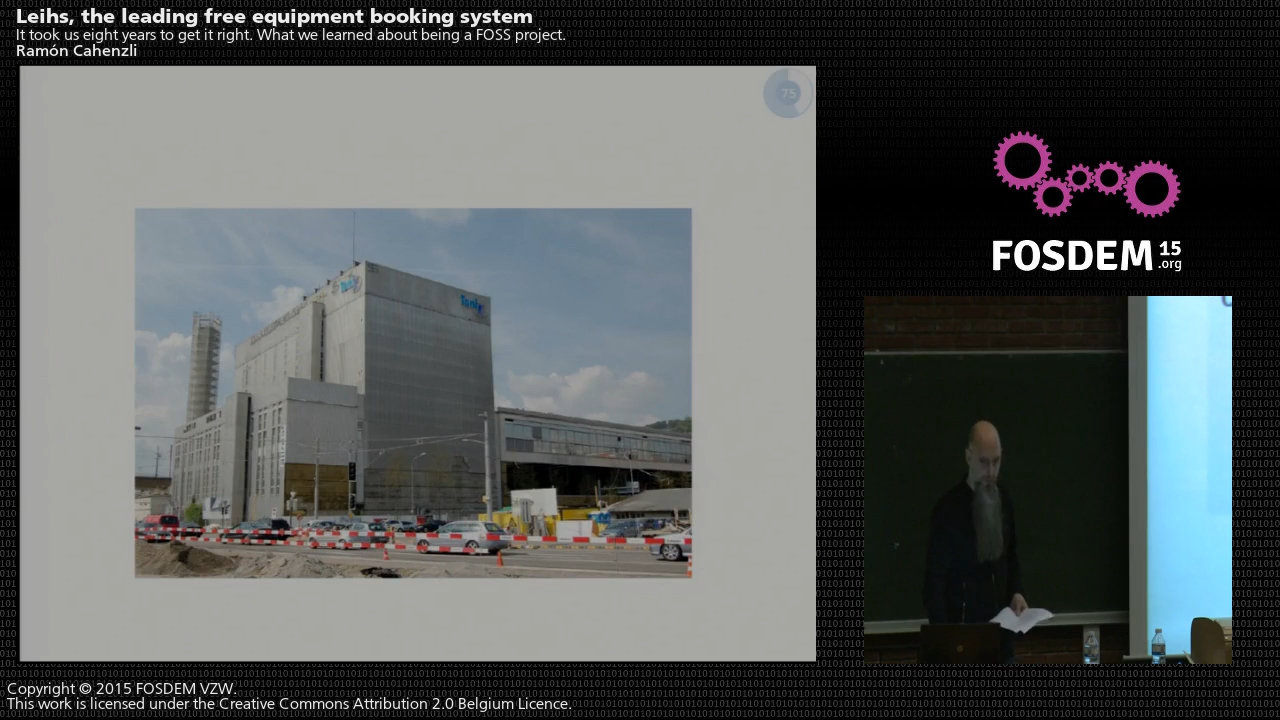 Leihs, the leading free equipment booking system
It took us eight years to get it right. What we learned about being a FOSS project.
Ramón Cahenzli
75
FOSDEM 15
.org
Copyright © 2015 FOSDEM VZW.
This work is licensed under the Creative Commons Attribution 2.0 Belgium Licence.